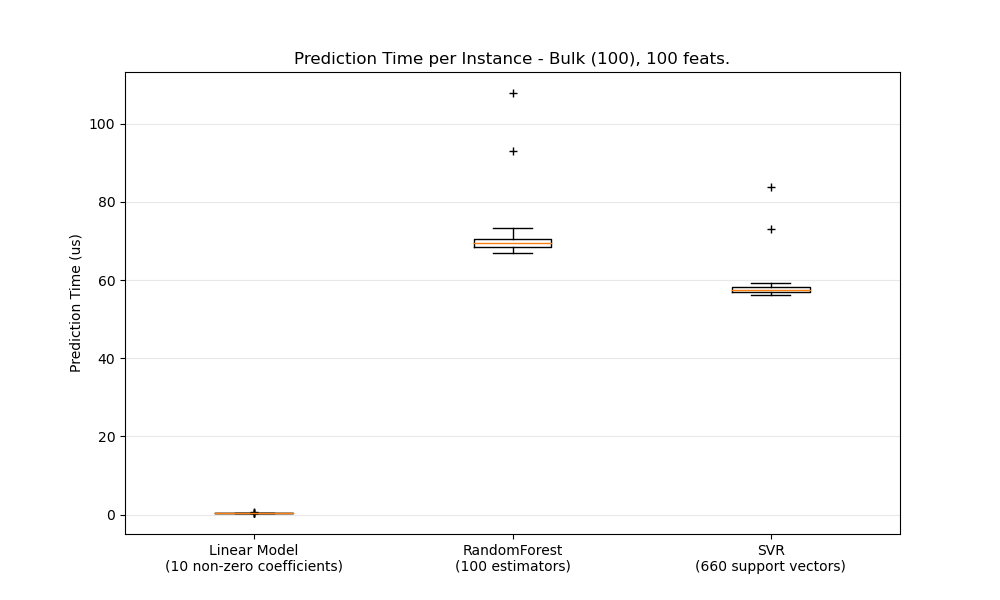 Prediction Time per Instance - Bulk (100), 100 feats.
Prediction Time (us)
100
80
60
40
20
0
Linear Model
(10 non-zero coefficients)
RandomForest
(100 estimators)
SVR
(660 support vectors)